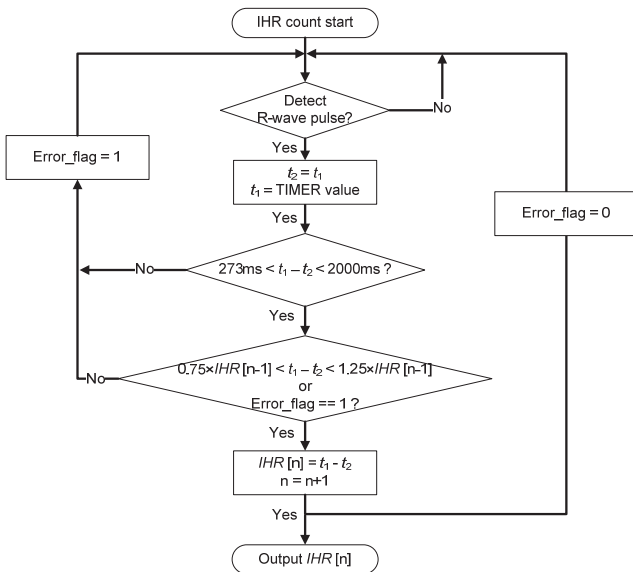 IHR count start
Detect
R-wave pulse?
No
Yes
Error_flag = 1
t₂ = t₁
t₁ = TIMER value
Error_flag = 0
Yes
273ms < t₁ – t₂ < 2000ms ?
No
Yes
0.75×IHR [n-1] < t₁ – t₂ < 1.25×IHR [n-1]
or
Error_flag == 1 ?
No
Yes
IHR [n] = t₁ - t₂
n = n+1
Yes
Output IHR [n]